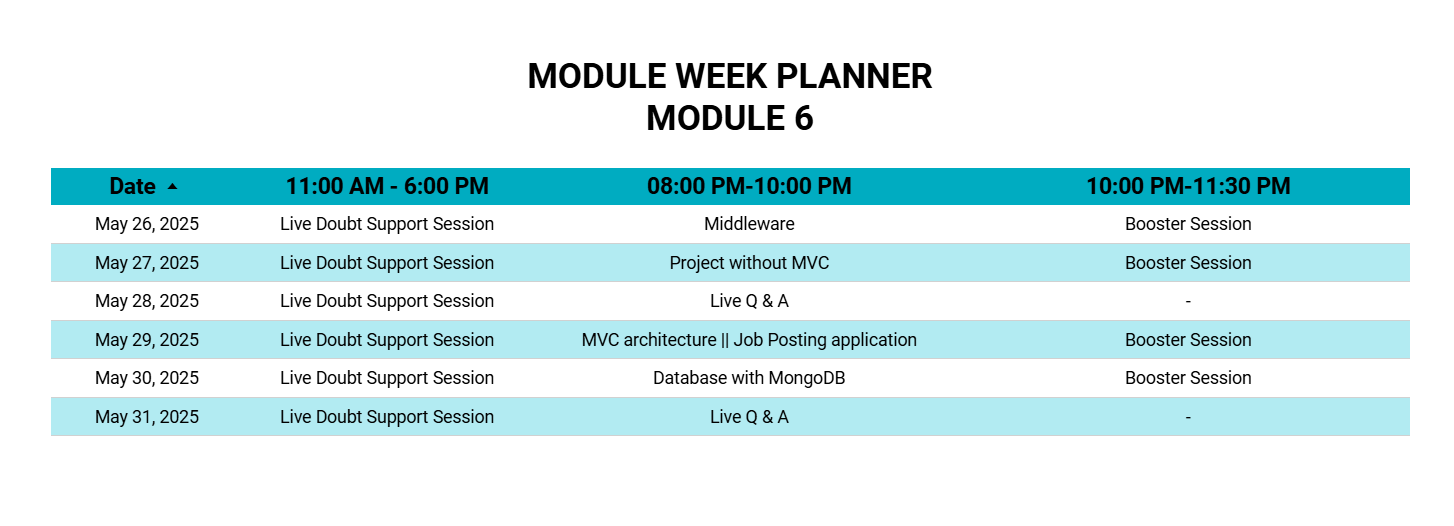 MODULE WEEK PLANNER
MODULE 6
Date 11:00 AM - 6:00 PM 08:00 PM-10:00 PM 10:00 PM-11:30 PM
May 26, 2025 Live Doubt Support Session Middleware Booster Session
May 27, 2025 Live Doubt Support Session Project without MVC Booster Session
May 28, 2025 Live Doubt Support Session Live Q & A -
May 29, 2025 Live Doubt Support Session MVC architecture || Job Posting application Booster Session
May 30, 2025 Live Doubt Support Session Database with MongoDB Booster Session
May 31, 2025 Live Doubt Support Session Live Q & A -